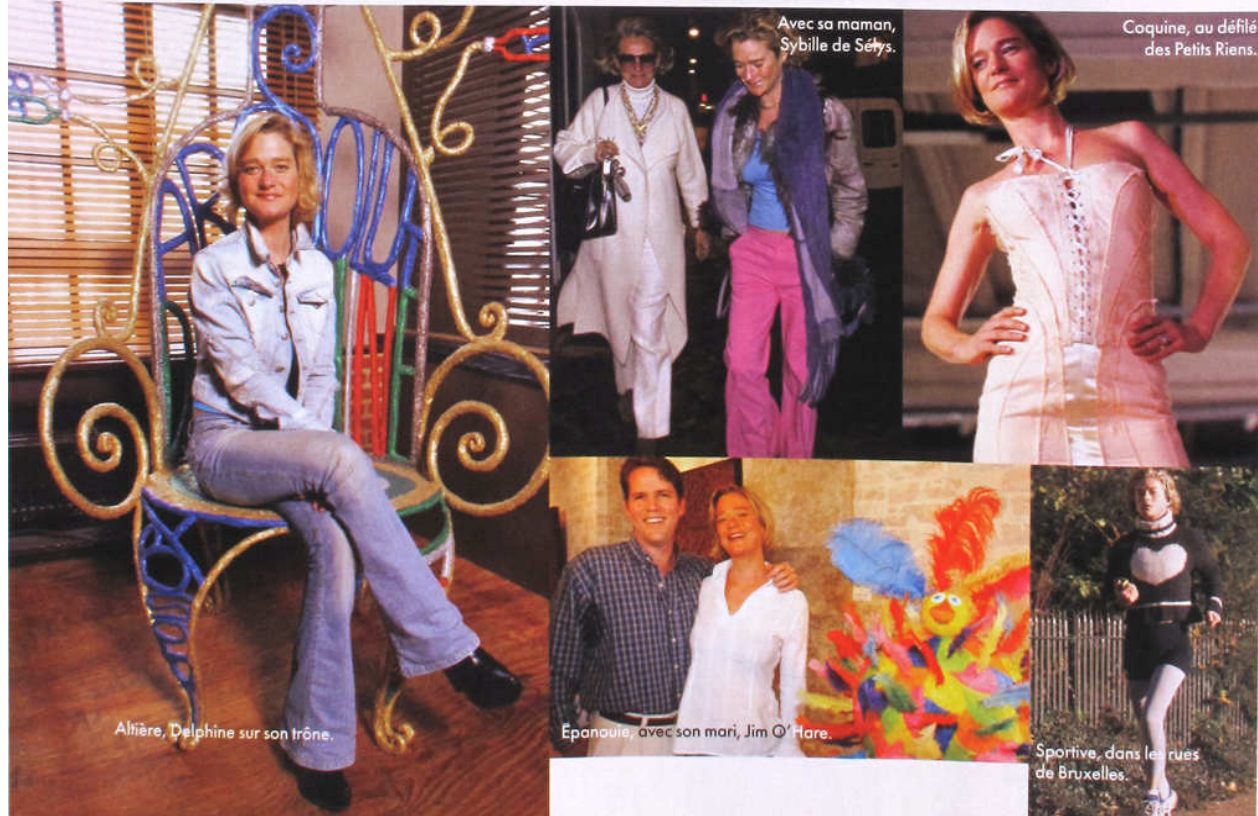 Avec sa maman,
Sybille de Sélys.
Coquine, au défilé
des Petits Riens.
Altière, Delphine sur son trône.
Epanouie, avec son mari, Jim O'Hare.
Sportive, dans les rues
de Bruxelles.